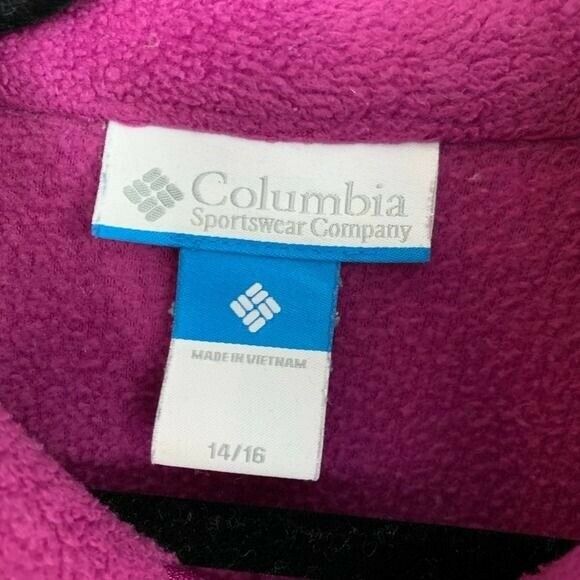 Columbia
Sportswear Company
MADE IN VIETNAM
14/16